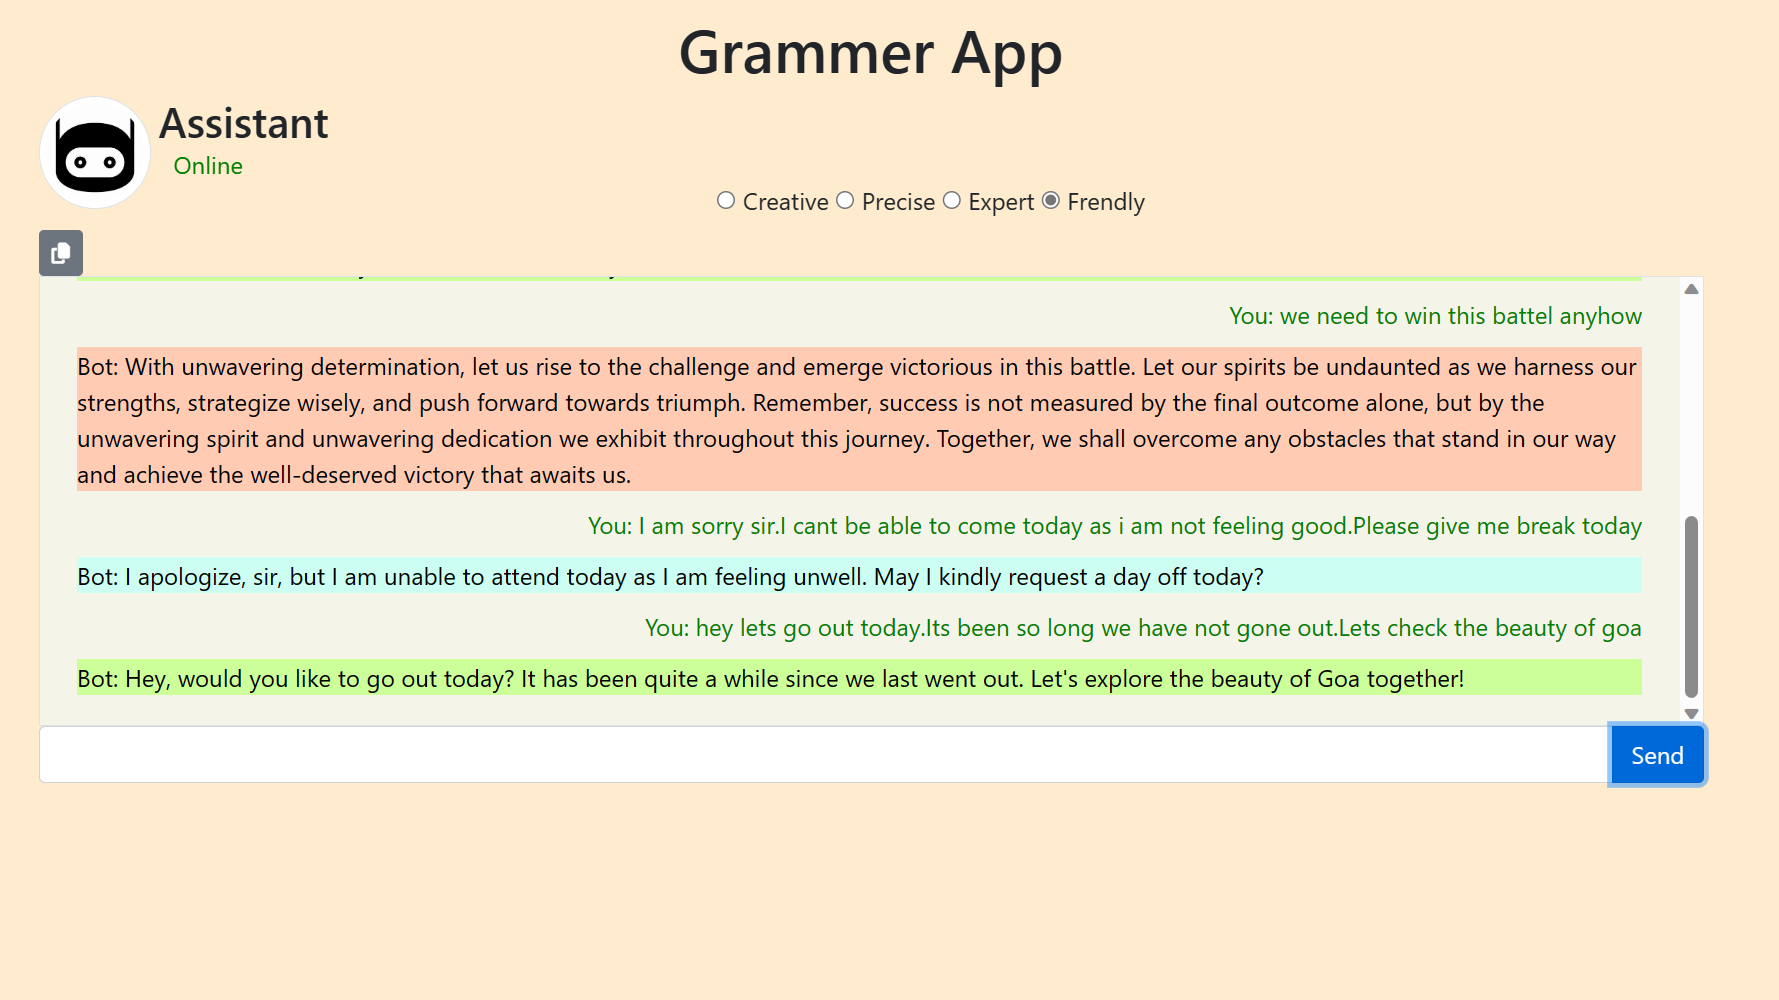 Grammer App
Assistant
Online
Creative Precise Expert Frendly
You: we need to win this battel anyhow
Bot: With unwavering determination, let us rise to the challenge and emerge victorious in this battle. Let our spirits be undaunted as we harness our
strengths, strategize wisely, and push forward towards triumph. Remember, success is not measured by the final outcome alone, but by the
unwavering spirit and unwavering dedication we exhibit throughout this journey. Together, we shall overcome any obstacles that stand in our way
and achieve the well-deserved victory that awaits us.
You: I am sorry sir.I cant be able to come today as i am not feeling good.Please give me break today
Bot: I apologize, sir, but I am unable to attend today as I am feeling unwell. May I kindly request a day off today?
You: hey lets go out today.Its been so long we have not gone out.Lets check the beauty of goa
Bot: Hey, would you like to go out today? It has been quite a while since we last went out. Let's explore the beauty of Goa together!
Send